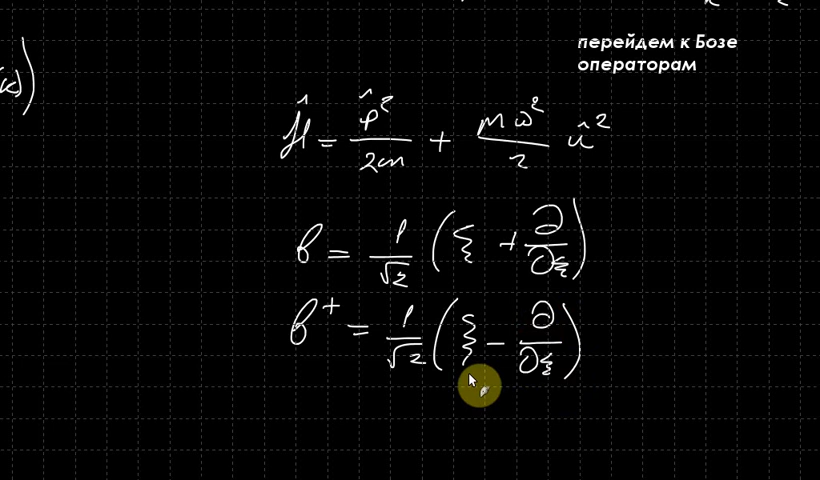 перейдем к Бозе
операторам
к))
Ĥ = p̂²/2m + mω²/2 û²
b = 1/√2 (ξ + ∂/∂ξ)
b⁺ = 1/√2 (ξ − ∂/∂ξ)